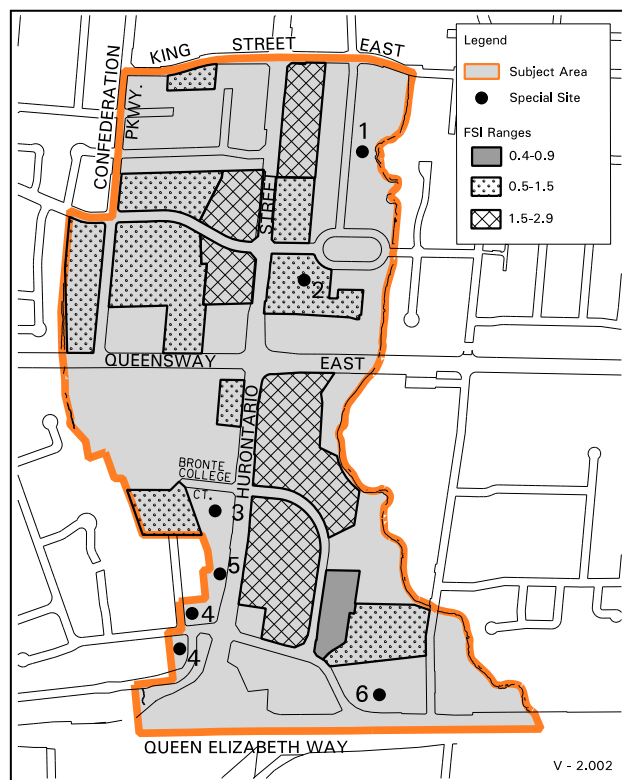 KING STREET EAST
CONFEDERATION
PKWY.
Legend
Subject Area
Special Site
FSI Ranges
0.4-0.9
0.5-1.5
1.5-2.9
1
STREET
2
QUEENSWAY EAST
HURONTARIO
BRONTE
COLLEGE
CT.
3
5
4
4
6
QUEEN ELIZABETH WAY
V - 2.002